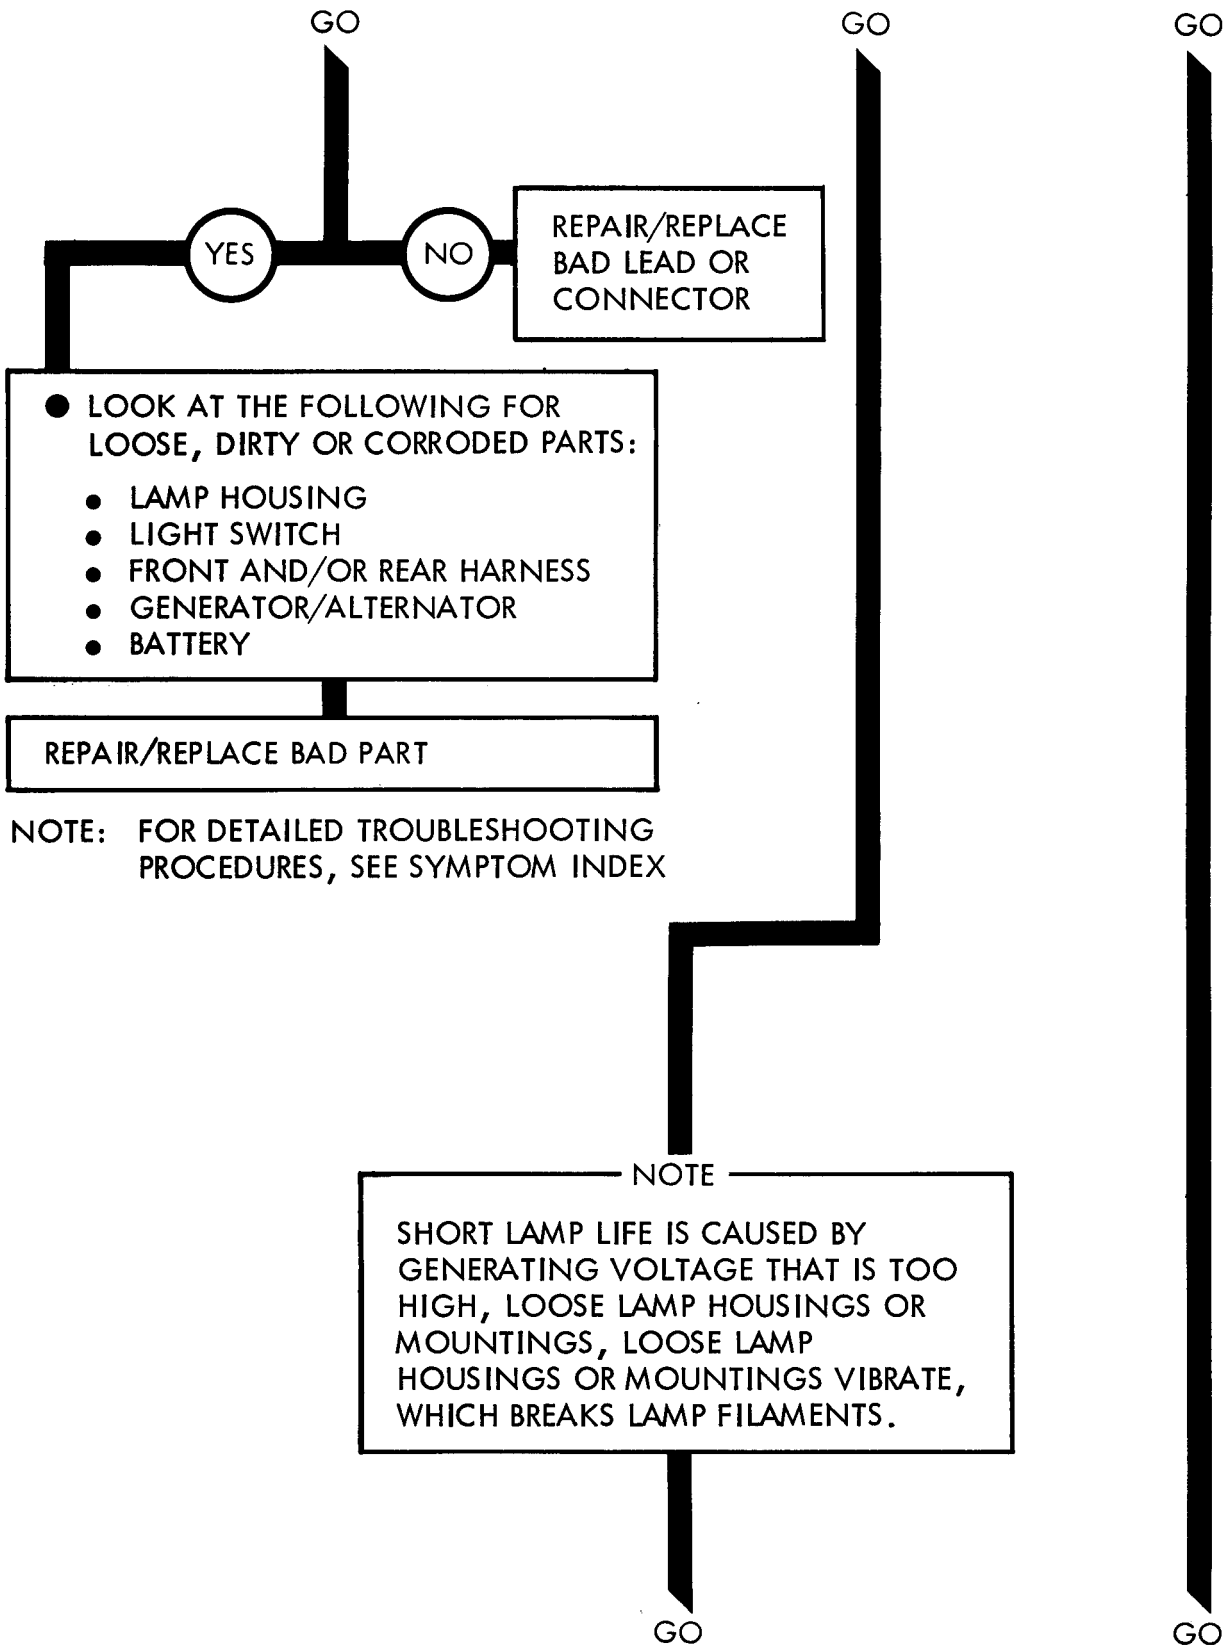 GO
GO
GO
YES
NO
REPAIR/REPLACE
BAD LEAD OR
CONNECTOR
● LOOK AT THE FOLLOWING FOR
LOOSE, DIRTY OR CORRODED PARTS:
● LAMP HOUSING
● LIGHT SWITCH
● FRONT AND/OR REAR HARNESS
● GENERATOR/ALTERNATOR
● BATTERY
REPAIR/REPLACE BAD PART
NOTE: FOR DETAILED TROUBLESHOOTING
PROCEDURES, SEE SYMPTOM INDEX
NOTE
SHORT LAMP LIFE IS CAUSED BY
GENERATING VOLTAGE THAT IS TOO
HIGH, LOOSE LAMP HOUSINGS OR
MOUNTINGS, LOOSE LAMP
HOUSINGS OR MOUNTINGS VIBRATE,
WHICH BREAKS LAMP FILAMENTS.
GO
GO